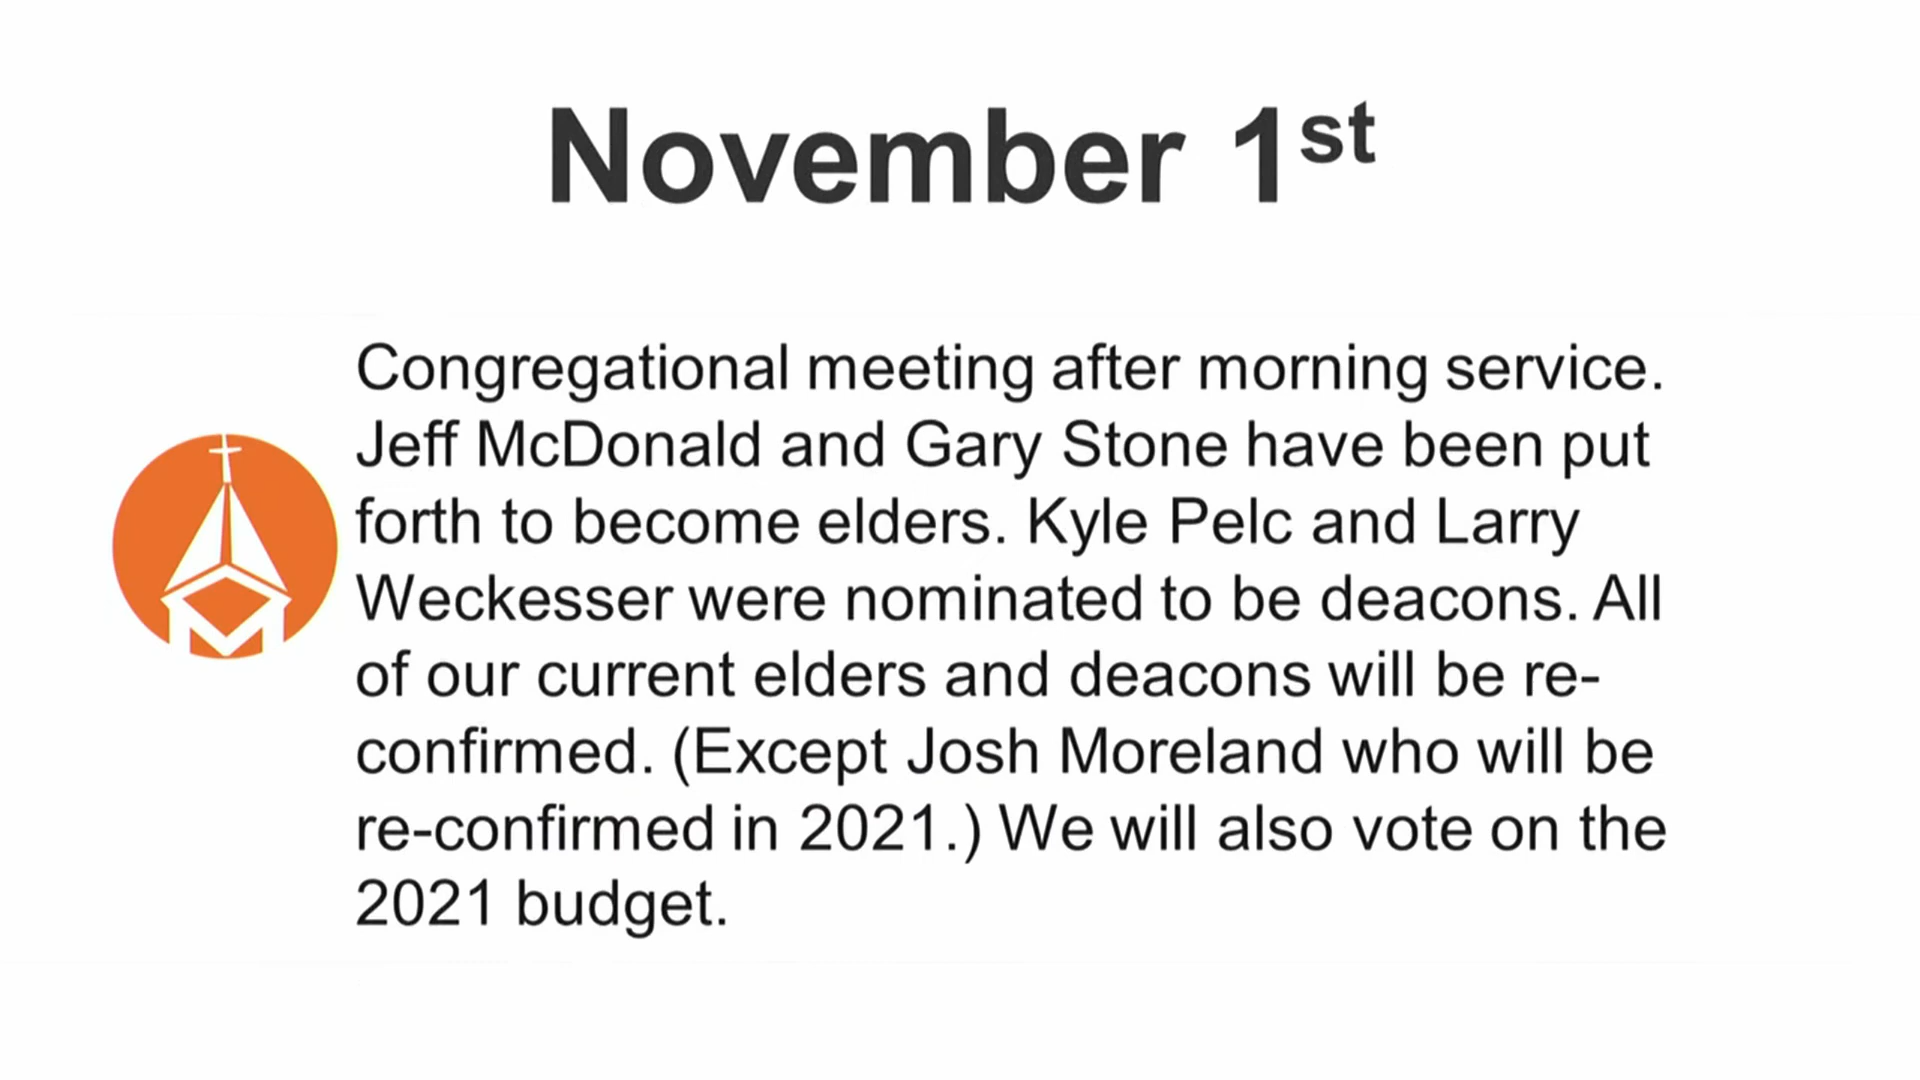 November 1st
Congregational meeting after morning service.
Jeff McDonald and Gary Stone have been put
forth to become elders. Kyle Pelc and Larry
Weckesser were nominated to be deacons. All
of our current elders and deacons will be re-
confirmed. (Except Josh Moreland who will be
re-confirmed in 2021.) We will also vote on the
2021 budget.